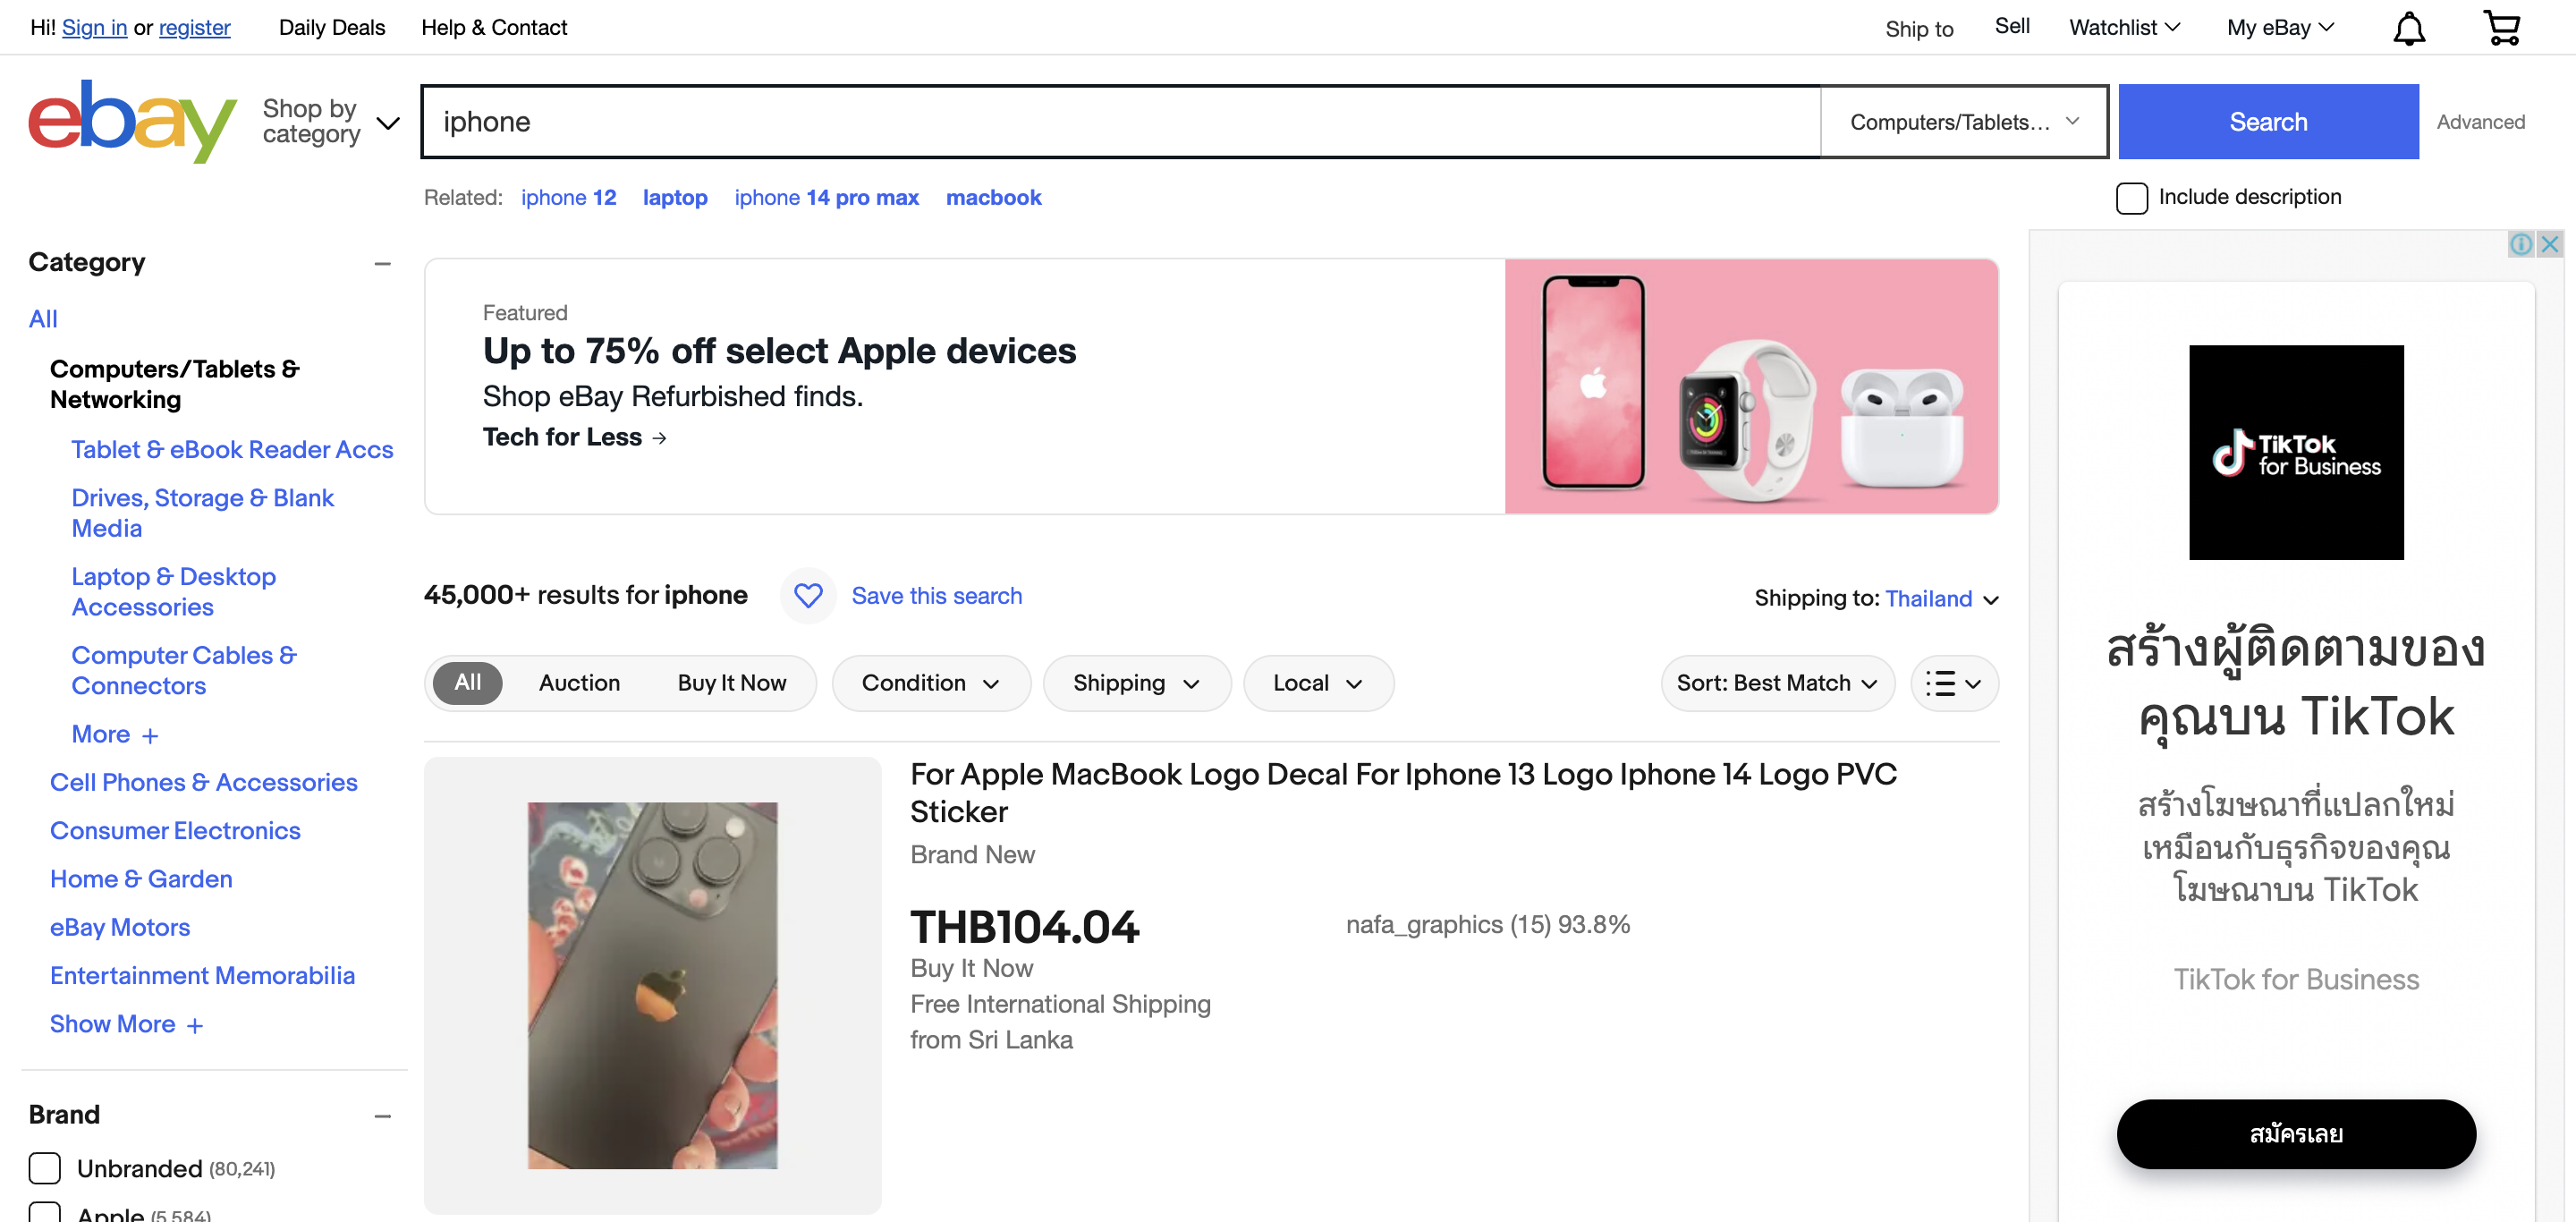 Hi! Sign in or register
Daily Deals
Help & Contact
Ship to
Sell
Watchlist
My eBay
ebay
Shop by
category
iphone
Computers/Tablets...
Search
Advanced
Related: iphone 12 laptop iphone 14 pro max macbook
Include description
Category
All
Computers/Tablets &
Networking
Tablet & eBook Reader Accs
Drives, Storage & Blank
Media
Laptop & Desktop
Accessories
Computer Cables &
Connectors
More +
Cell Phones & Accessories
Consumer Electronics
Home & Garden
eBay Motors
Entertainment Memorabilia
Show More +
Brand
Unbranded (80,241)
Apple (5,584)
Featured
Up to 75% off select Apple devices
Shop eBay Refurbished finds.
Tech for Less →
45,000+ results for iphone
Save this search
Shipping to: Thailand
All
Auction
Buy It Now
Condition
Shipping
Local
Sort: Best Match
For Apple MacBook Logo Decal For Iphone 13 Logo Iphone 14 Logo PVC
Sticker
Brand New
THB104.04
nafa_graphics (15) 93.8%
Buy It Now
Free International Shipping
from Sri Lanka
TikTok
for Business
สร้างผู้ติดตามของ
คุณบน TikTok
สร้างโฆษณาที่แปลกใหม่
เหมือนกับธุรกิจของคุณ
โฆษณาบน TikTok
TikTok for Business
สมัครเลย